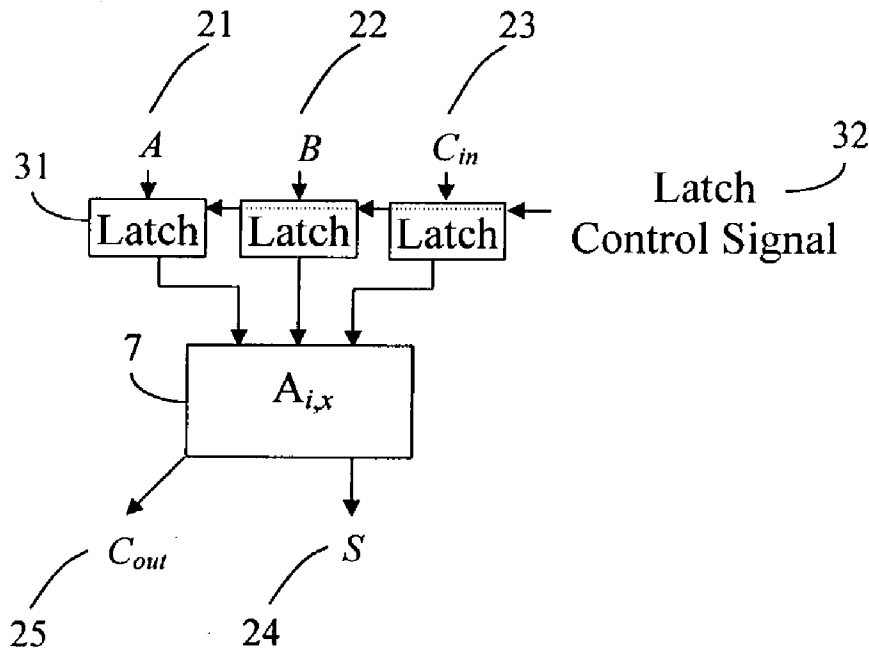 21 22 23
A B C_in 32
31 Latch
Latch Latch Latch Control Signal
7
A_i,x
C_out S
25 24